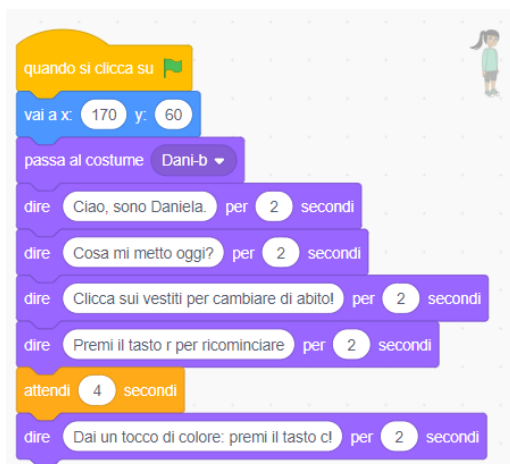 quando si clicca su
vai a x: 170 y: 60
passa al costume Dani-b
dire Ciao, sono Daniela. per 2 secondi
dire Cosa mi metto oggi? per 2 secondi
dire Clicca sui vestiti per cambiare di abito! per 2 secondi
dire Premi il tasto r per ricominciare per 2 secondi
attendi 4 secondi
dire Dai un tocco di colore: premi il tasto c! per 2 secondi